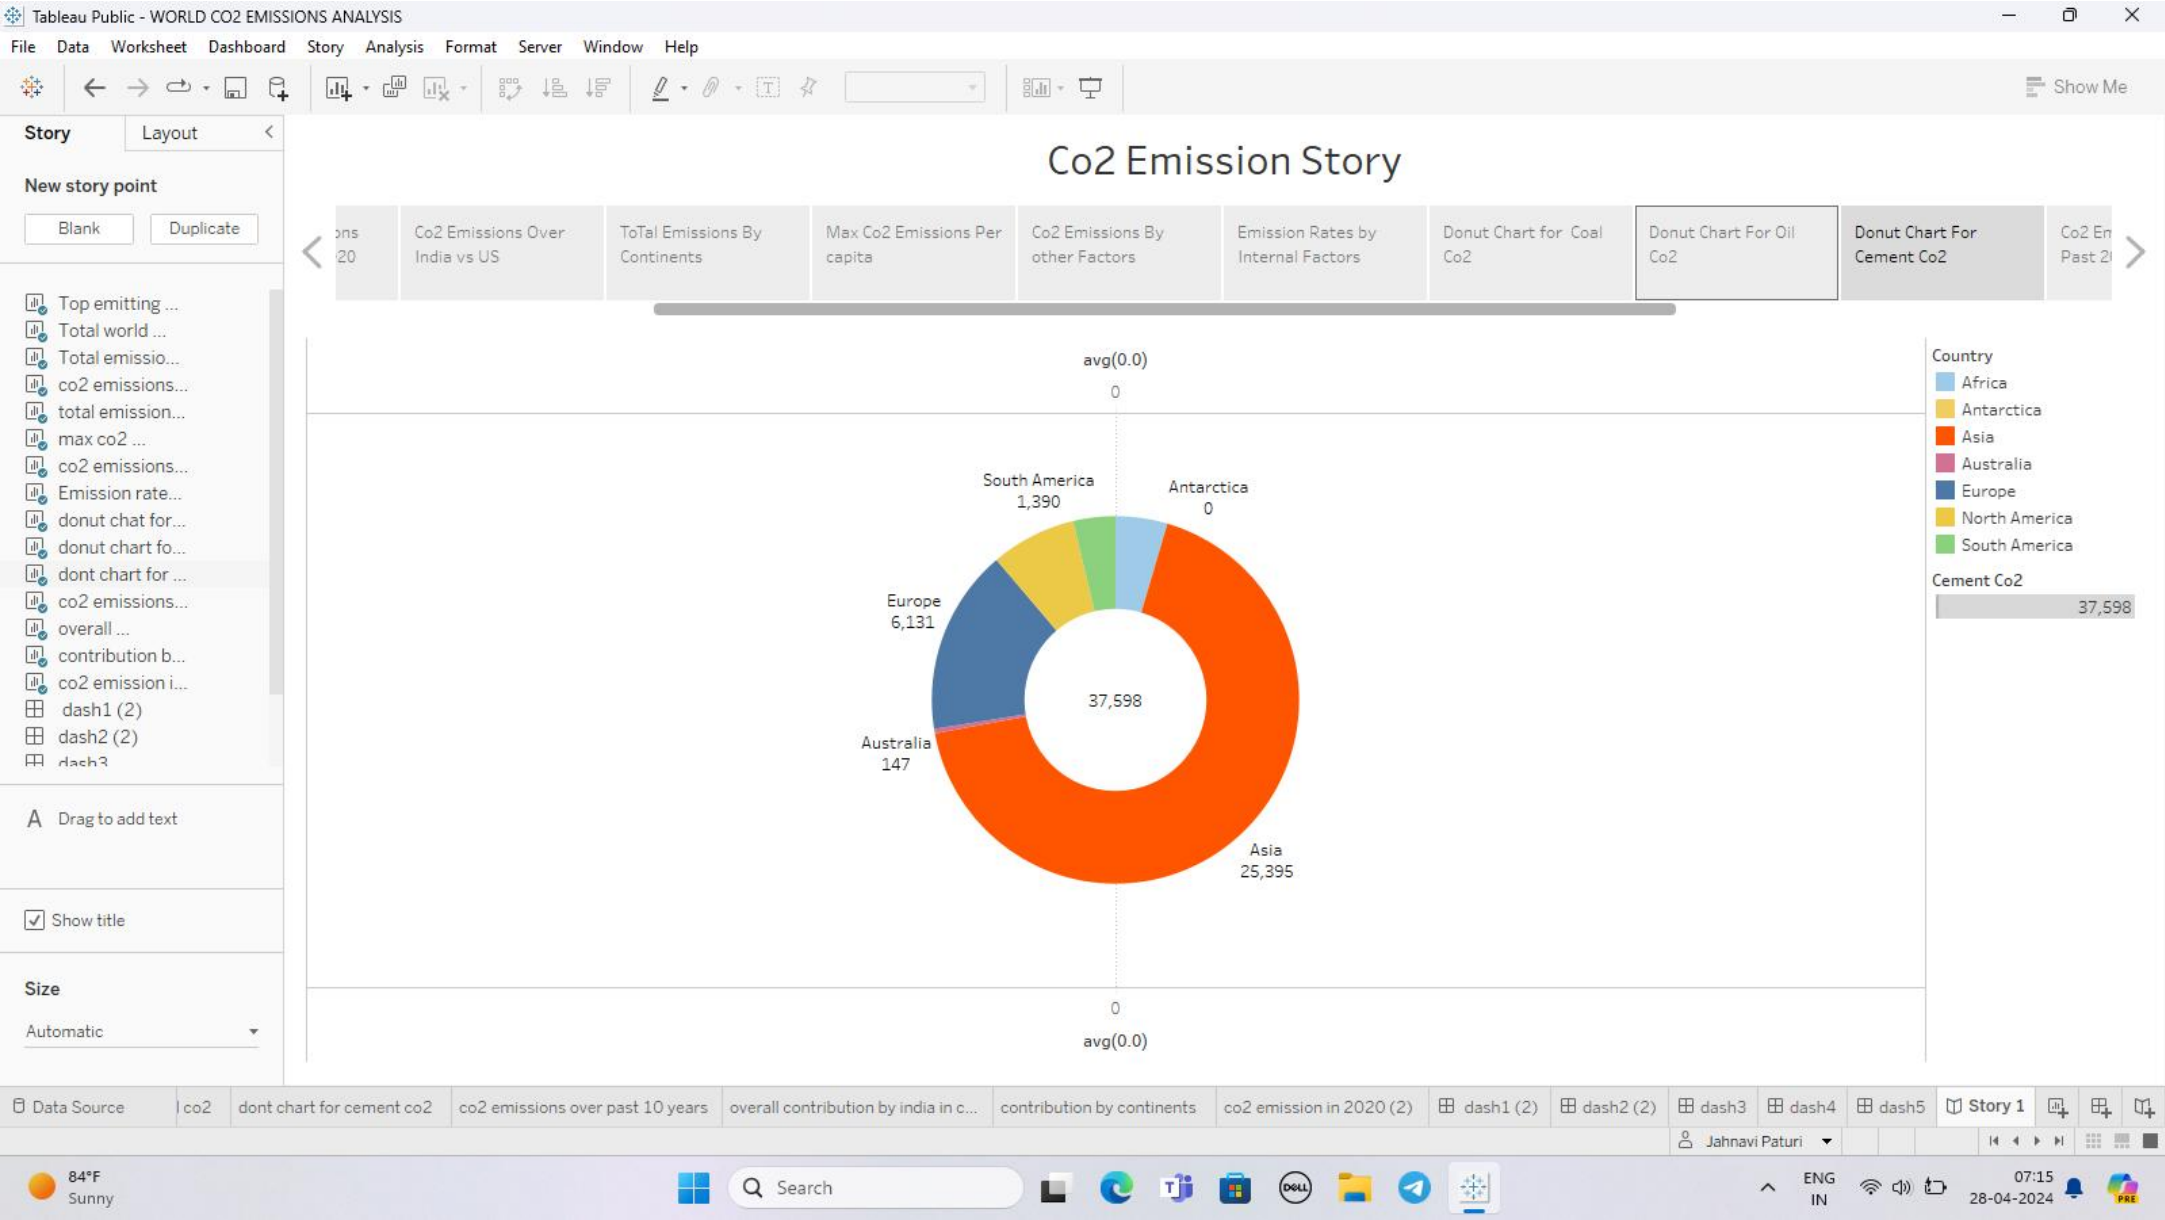 Tableau Public - WORLD CO2 EMISSIONS ANALYSIS
File Data Worksheet Dashboard Story Analysis Format Server Window Help
Show Me
Story Layout
New story point
Blank Duplicate
Top emitting ...
Total world ...
Total emissio...
co2 emissions...
total emission...
max co2 ...
co2 emissions...
Emission rate...
donut chat for...
donut chart fo...
dont chart for ...
co2 emissions...
overall ...
contribution b...
co2 emission i...
dash1 (2)
dash2 (2)
dash3
A Drag to add text
Show title
Size
Automatic
Co2 Emission Story
ons
20
Co2 Emissions Over
India vs US
ToTal Emissions By
Continents
Max Co2 Emissions Per
capita
Co2 Emissions By
other Factors
Emission Rates by
Internal Factors
Donut Chart for Coal
Co2
Donut Chart For Oil
Co2
Donut Chart For
Cement Co2
Co2 Em
Past 2
avg(0.0)
0
South America
1,390
Antarctica
0
Europe
6,131
37,598
Australia
147
Asia
25,395
0
avg(0.0)
Country
Africa
Antarctica
Asia
Australia
Europe
North America
South America
Cement Co2
37,598
Data Source l co2 dont chart for cement co2 co2 emissions over past 10 years overall contribution by india in c... contribution by continents co2 emission in 2020 (2) dash1 (2) dash2 (2) dash3 dash4 dash5 Story 1
Jahnavi Paturi
84°F
Sunny
Search
DELL
ENG
IN
07:15
28-04-2024
PRE